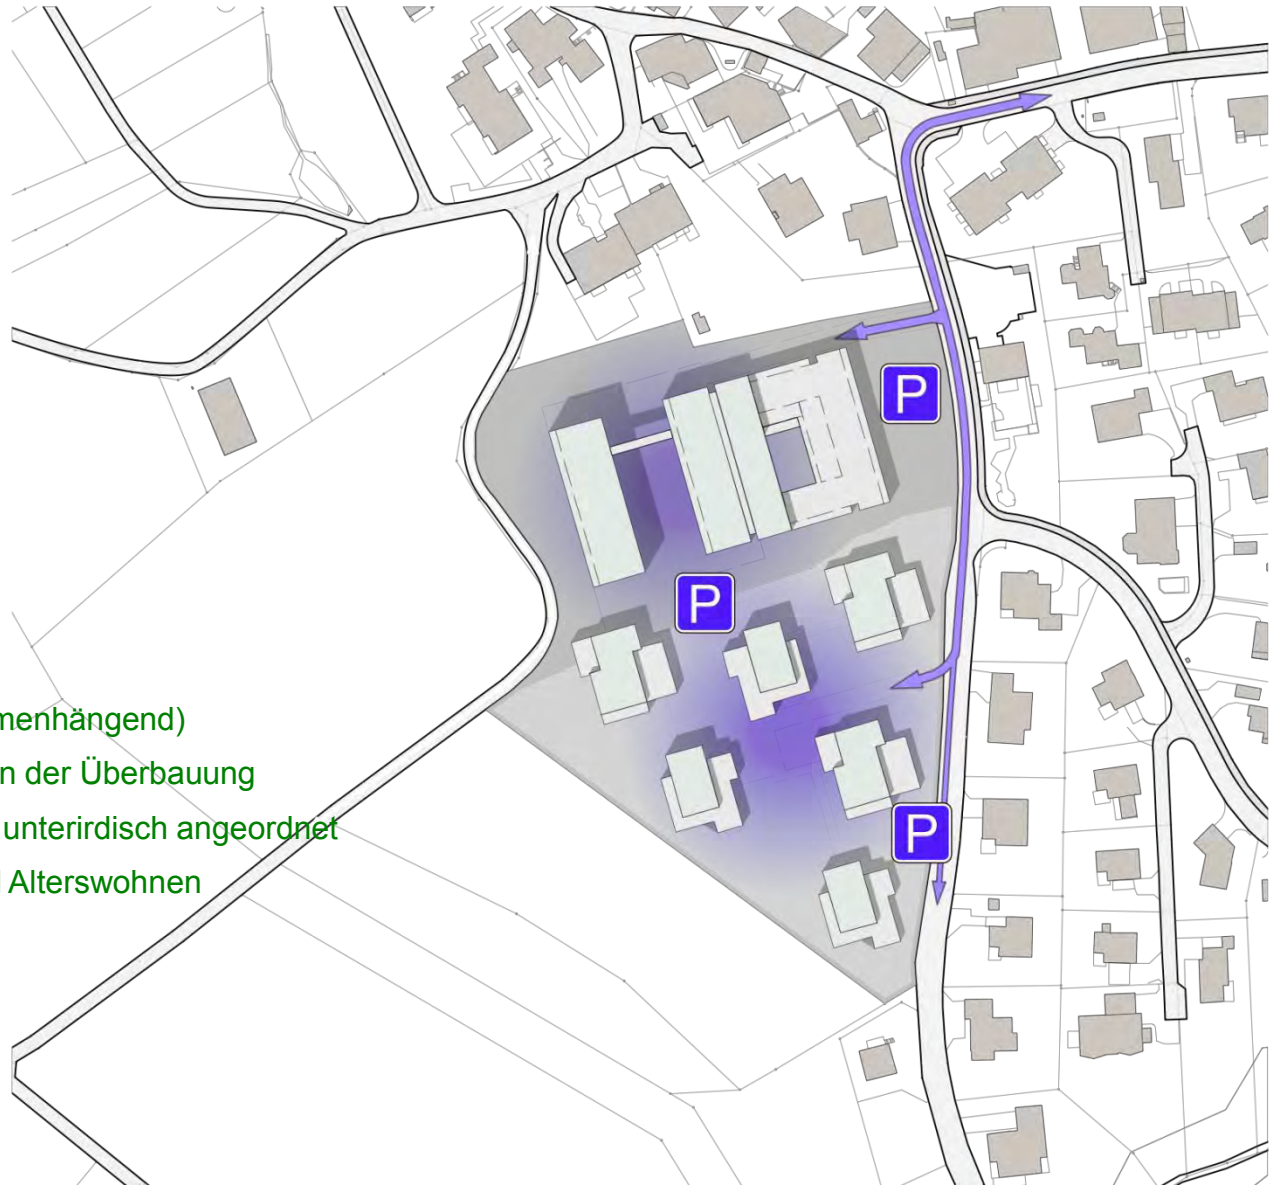 P
P
menhängend)
n der Überbauung
unterirdisch angeordnet
P
Alterswohnen